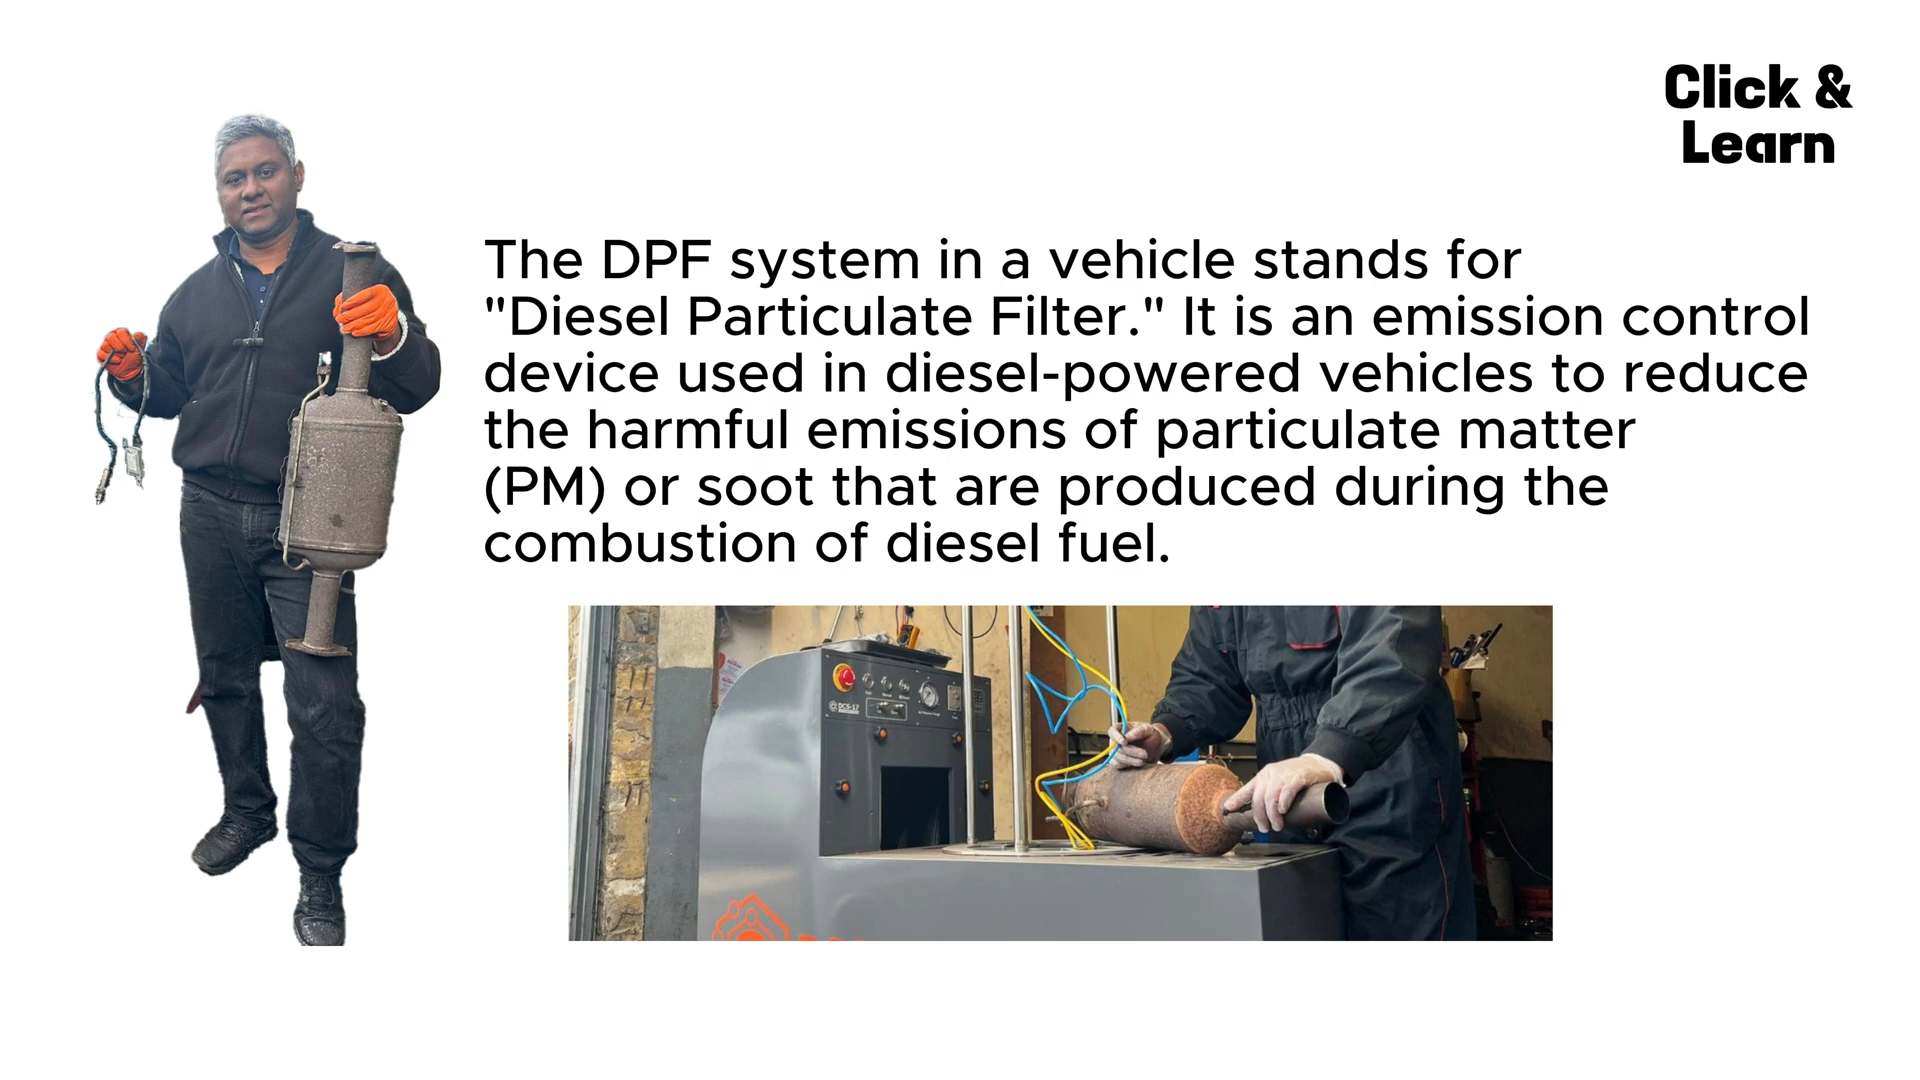 Click &
Learn
The DPF system in a vehicle stands for
"Diesel Particulate Filter." It is an emission control
device used in diesel-powered vehicles to reduce
the harmful emissions of particulate matter
(PM) or soot that are produced during the
combustion of diesel fuel.
DCS-17